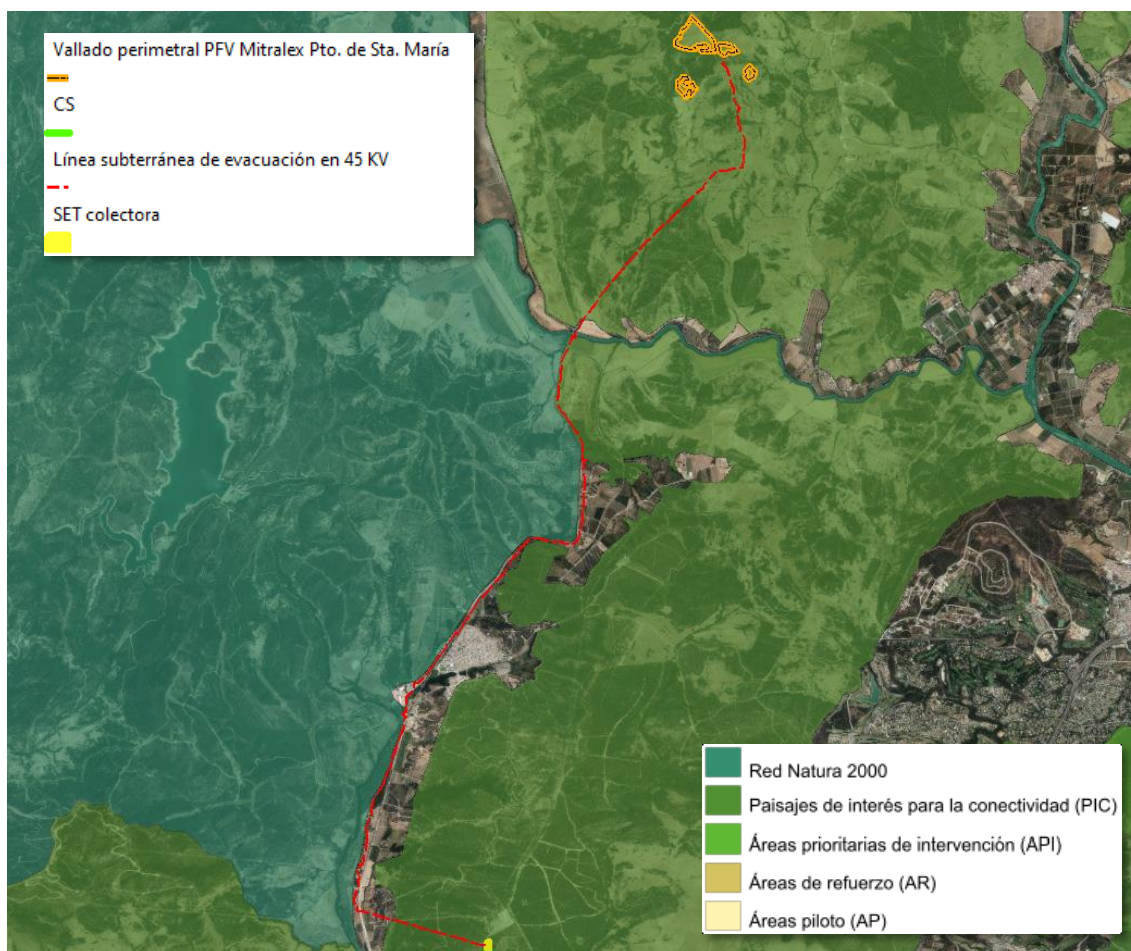 Vallado perimetral PFV Mitralex Pto. de Sta. María
CS
Línea subterránea de evacuación en 45 KV
SET colectora
Red Natura 2000
Paisajes de interés para la conectividad (PIC)
Áreas prioritarias de intervención (API)
Áreas de refuerzo (AR)
Áreas piloto (AP)